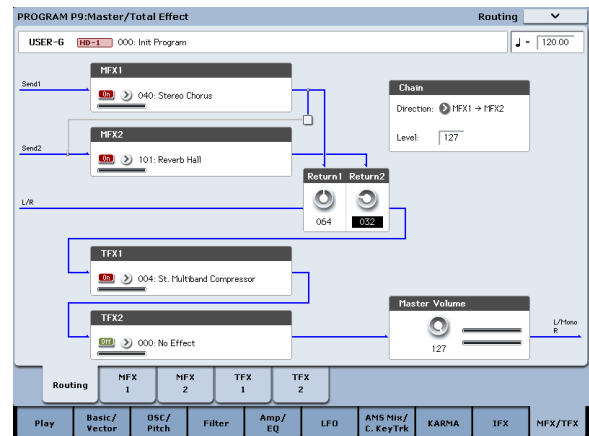 PROGRAM P9:Master/Total Effect
Routing
USER-G HD-1 000: Init Program
♩ = 120.00
MFX1
Send1
On 040: Stereo Chorus
Chain
Direction: MFX1 → MFX2
Level: 127
MFX2
Send2
On 101: Reverb Hall
Return1 Return2
064 032
L/R
TFX1
On 004: St. Multiband Compressor
TFX2
Off 000: No Effect
Master Volume
127
L/Mono
R
Routing
MFX
1
MFX
2
TFX
1
TFX
2
Play
Basic/
Vector
OSC/
Pitch
Filter
Amp/
EQ
LFO
AMS Mix/
C. KeyTrk
KARMA
IFX
MFX/TFX